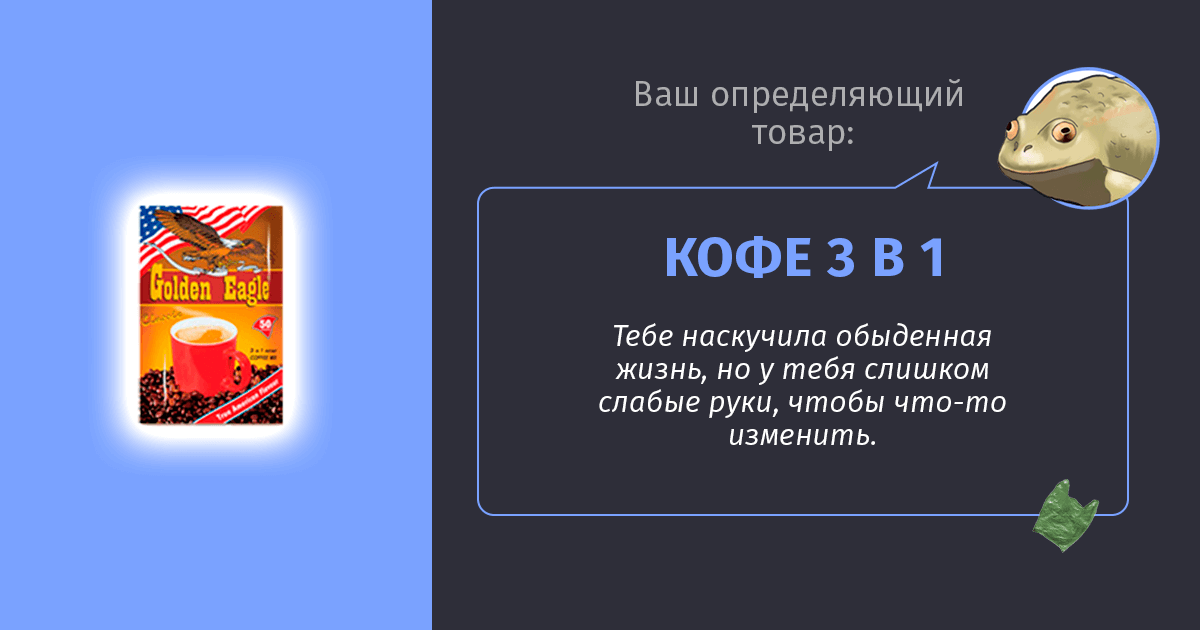 Ваш определяющий
товар:
КОФЕ 3 В 1
Тебе наскучила обыденная
жизнь, но у тебя слишком
слабые руки, чтобы что-то
изменить.
Golden Eagle
Classic
50
3 в 1
COFFEE MIX
True American Flavour